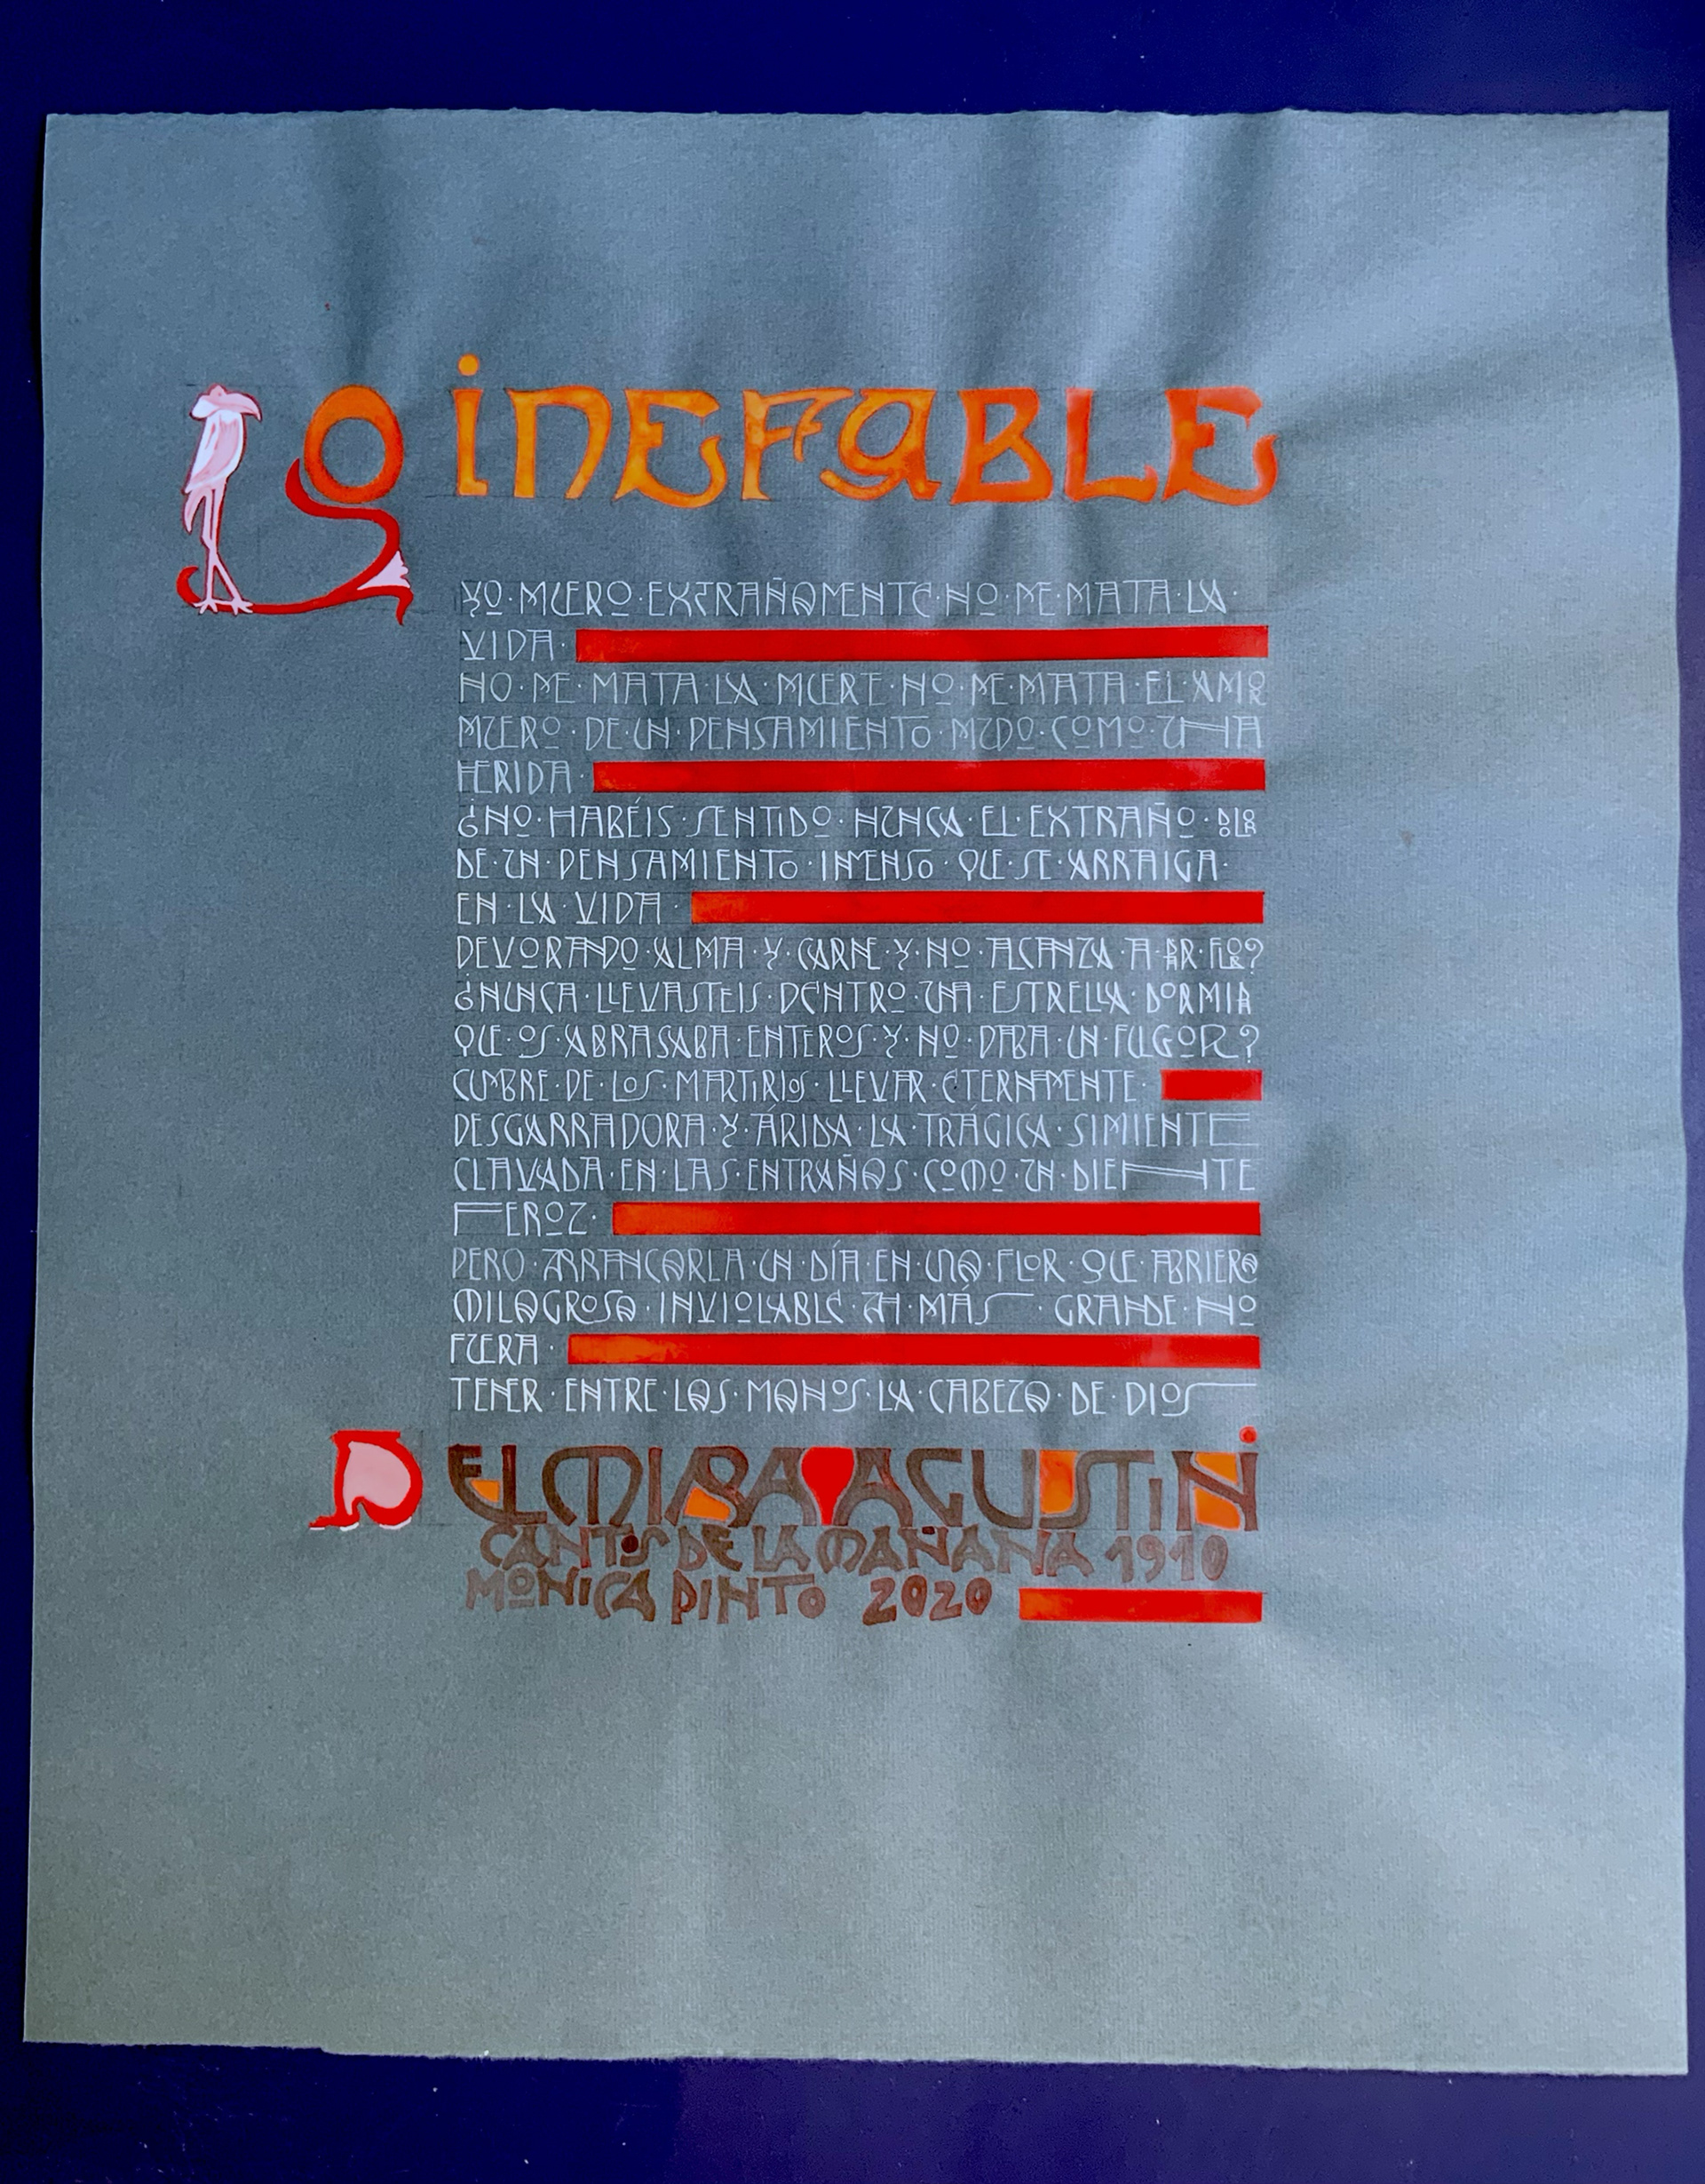 LO INEFABLE
YO·MUERO·EXTRAÑAMENTE·NO·ME·MATA·LA·
VIDA·
NO·ME·MATA·LA·MUERTE·NO·ME·MATA·EL·AMOR
MUERO·DE·UN·PENSAMIENTO·MUDO·COMO·UNA
HERIDA·
¿NO·HABÉIS·SENTIDO·NUNCA·EL·EXTRAÑO·DOLOR
DE·UN·PENSAMIENTO·INMENSO·QUE·SE·ARRAIGA·
EN·LA·VIDA·
DEVORANDO·ALMA·Y·CARNE·Y·NO·ALCANZA·A·DAR·FLOR?
¿NUNCA·LLEVASTEIS·DENTRO·UNA·ESTRELLA·DORMIDA
QUE·OS·ABRASABA·ENTEROS·Y·NO·DABA·UN·FULGOR?
CUMBRE·DE·LOS·MARTIRIOS·LLEVAR·ETERNAMENTE·
DESGARRADORA·Y·ÁRIDA·LA·TRÁGICA·SIMIENTE
CLAVADA·EN·LAS·ENTRAÑAS·COMO·UN·DIENTE
FEROZ·
PERO·ARRANCARLA·UN·DÍA·EN·UNA·FLOR·QUE·ABRIERA
MILAGROSA·INVIOLABLE·AH·MÁS·GRANDE·NO
FUERA·
TENER·ENTRE·LAS·MANOS·LA·CABEZA·DE·DIOS
DELMIRA AGUSTINI
CANTOS DE LA MAÑANA 1910
MÓNICA PINTO 2020